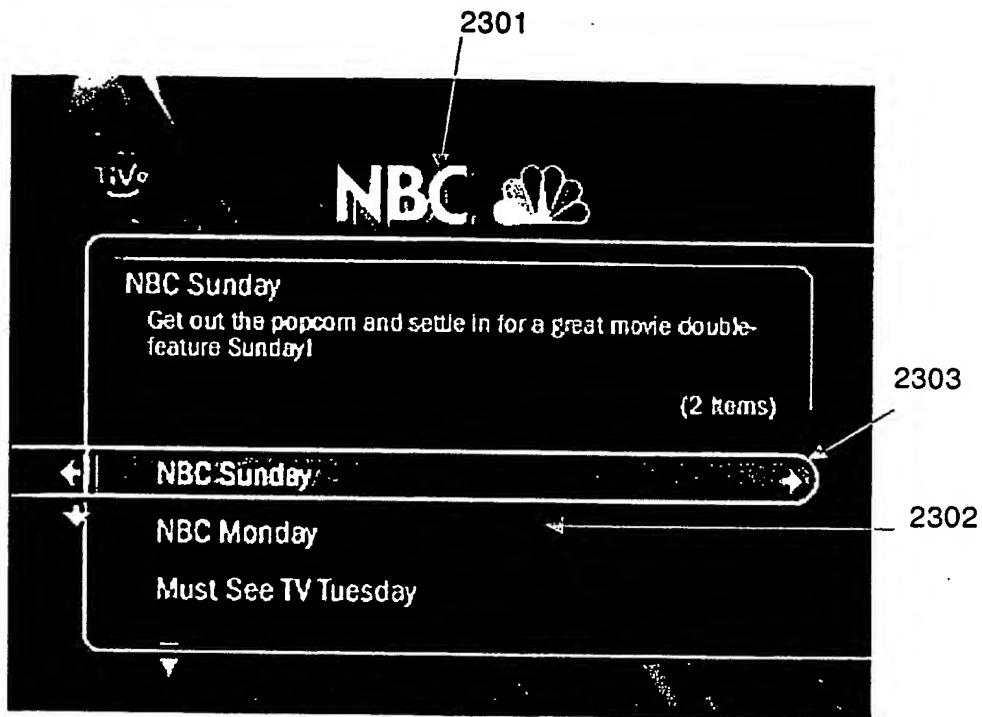 2301
TiVo
NBC
NBC Sunday
Get out the popcorn and settle in for a great movie double-
feature Sunday!
(2 items)
2303
NBC Sunday
2302
NBC Monday
Must See TV Tuesday